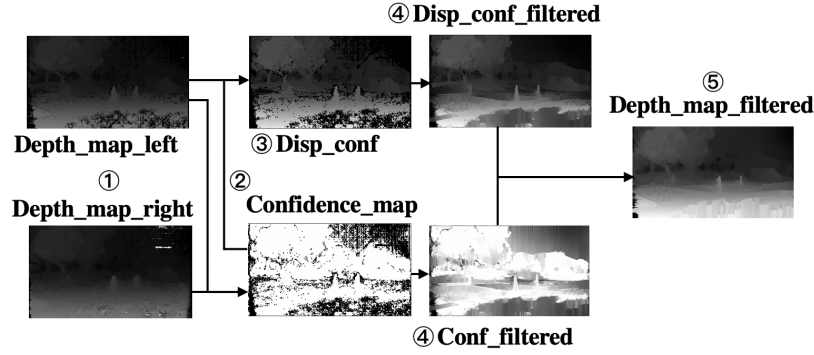 ④ Disp_conf_filtered
⑤
Depth_map_filtered
Depth_map_left
③ Disp_conf
①
②
Depth_map_right
Confidence_map
④ Conf_filtered